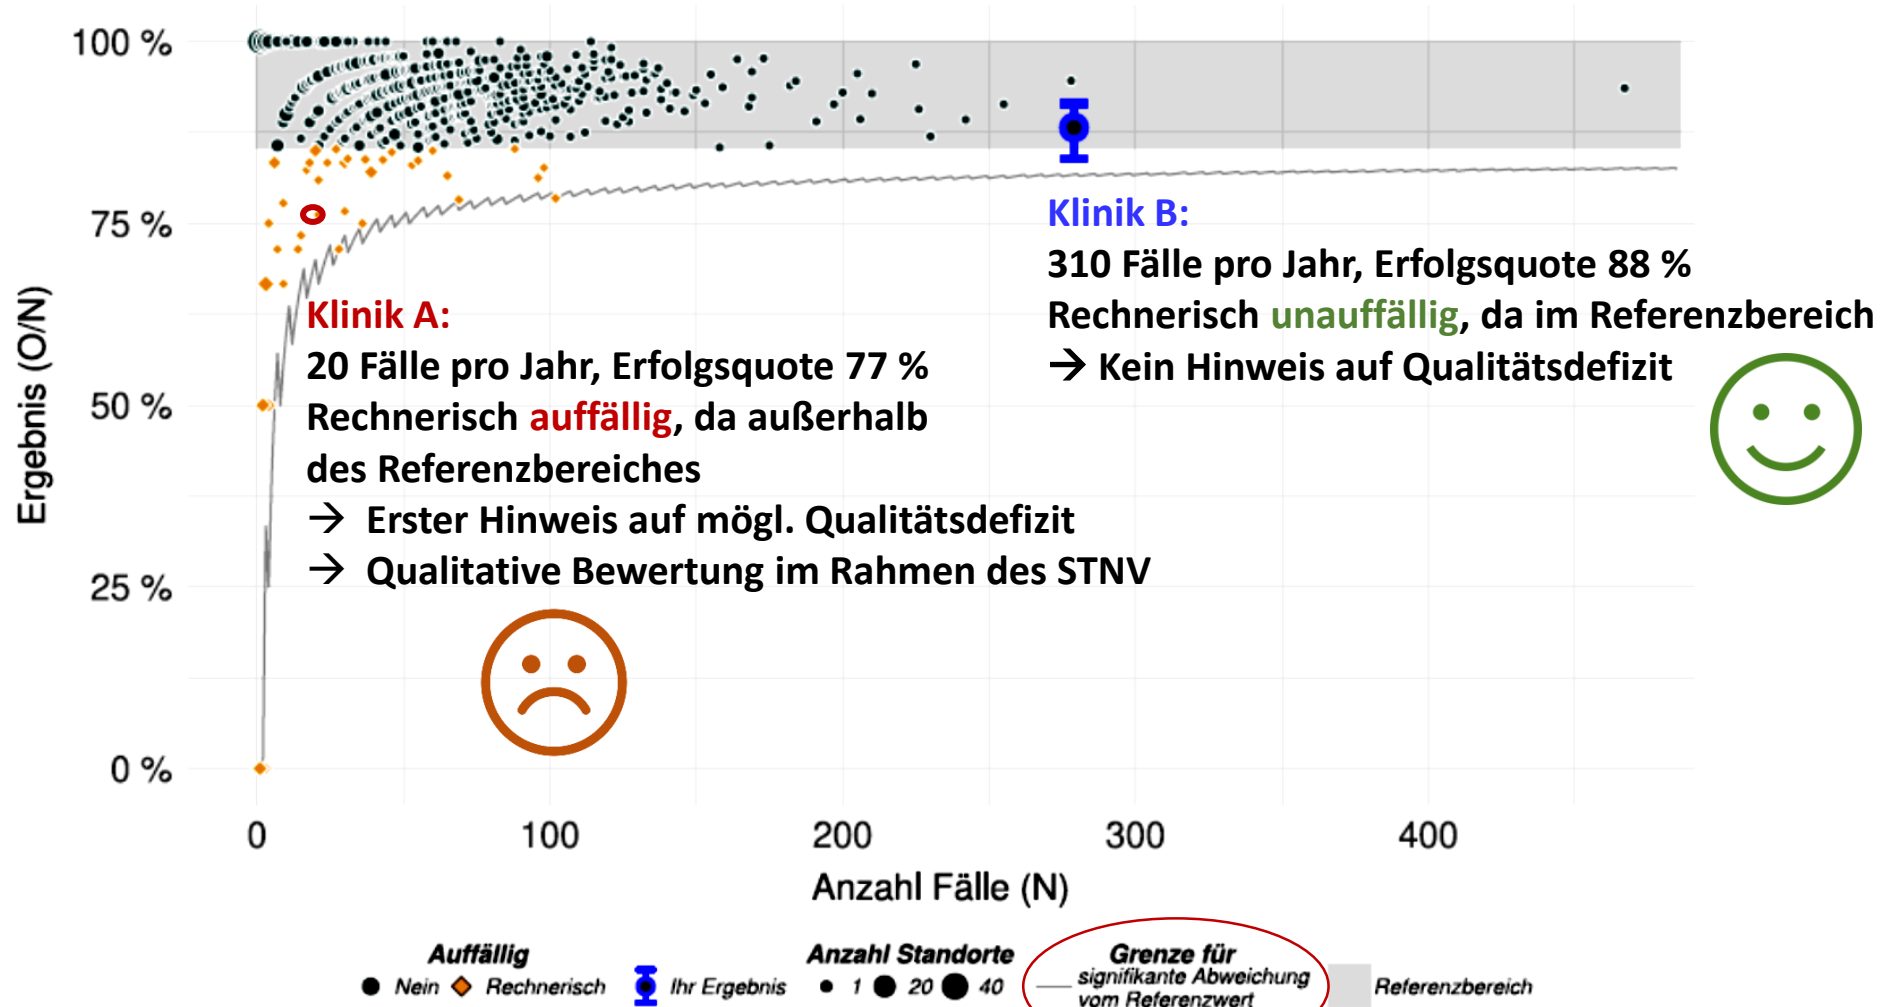 100 %
75 %
50 %
25 %
0 %
Ergebnis (O/N)
Klinik A:
20 Fälle pro Jahr, Erfolgsquote 77 %
Rechnerisch auffällig, da außerhalb
des Referenzbereiches
→ Erster Hinweis auf mögl. Qualitätsdefizit
→ Qualitative Bewertung im Rahmen des STNV
Klinik B:
310 Fälle pro Jahr, Erfolgsquote 88 %
Rechnerisch unauffällig, da im Referenzbereich
→ Kein Hinweis auf Qualitätsdefizit
0 100 200 300 400
Anzahl Fälle (N)
Auffällig
Nein Rechnerisch
Ihr Ergebnis
Anzahl Standorte
1 20 40
Grenze für
signifikante Abweichung
vom Referenzwert
Referenzbereich